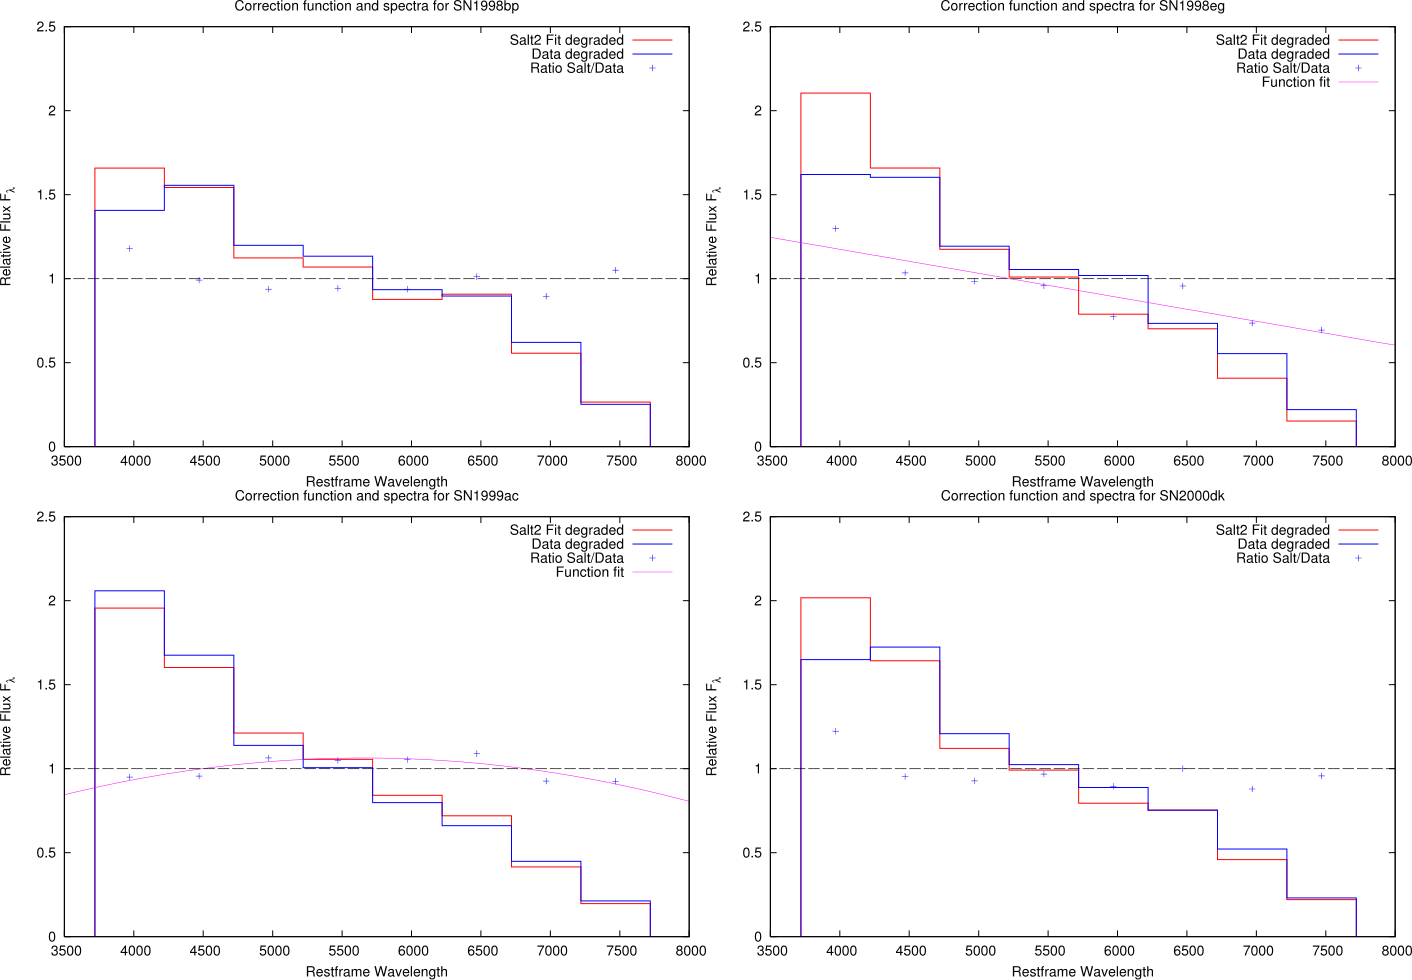 Correction function and spectra for SN1998bp
Relative Flux Fλ
2.5
2
1.5
1
0.5
0
Salt2 Fit degraded
Data degraded
Ratio Salt/Data
3500 4000 4500 5000 5500 6000 6500 7000 7500 8000
Restframe Wavelength
Correction function and spectra for SN1998eg
Relative Flux Fλ
2.5
2
1.5
1
0.5
0
Salt2 Fit degraded
Data degraded
Ratio Salt/Data
Function fit
3500 4000 4500 5000 5500 6000 6500 7000 7500 8000
Restframe Wavelength
Correction function and spectra for SN1999ac
Relative Flux Fλ
2.5
2
1.5
1
0.5
0
Salt2 Fit degraded
Data degraded
Ratio Salt/Data
Function fit
3500 4000 4500 5000 5500 6000 6500 7000 7500 8000
Restframe Wavelength
Correction function and spectra for SN2000dk
Relative Flux Fλ
2.5
2
1.5
1
0.5
0
Salt2 Fit degraded
Data degraded
Ratio Salt/Data
3500 4000 4500 5000 5500 6000 6500 7000 7500 8000
Restframe Wavelength